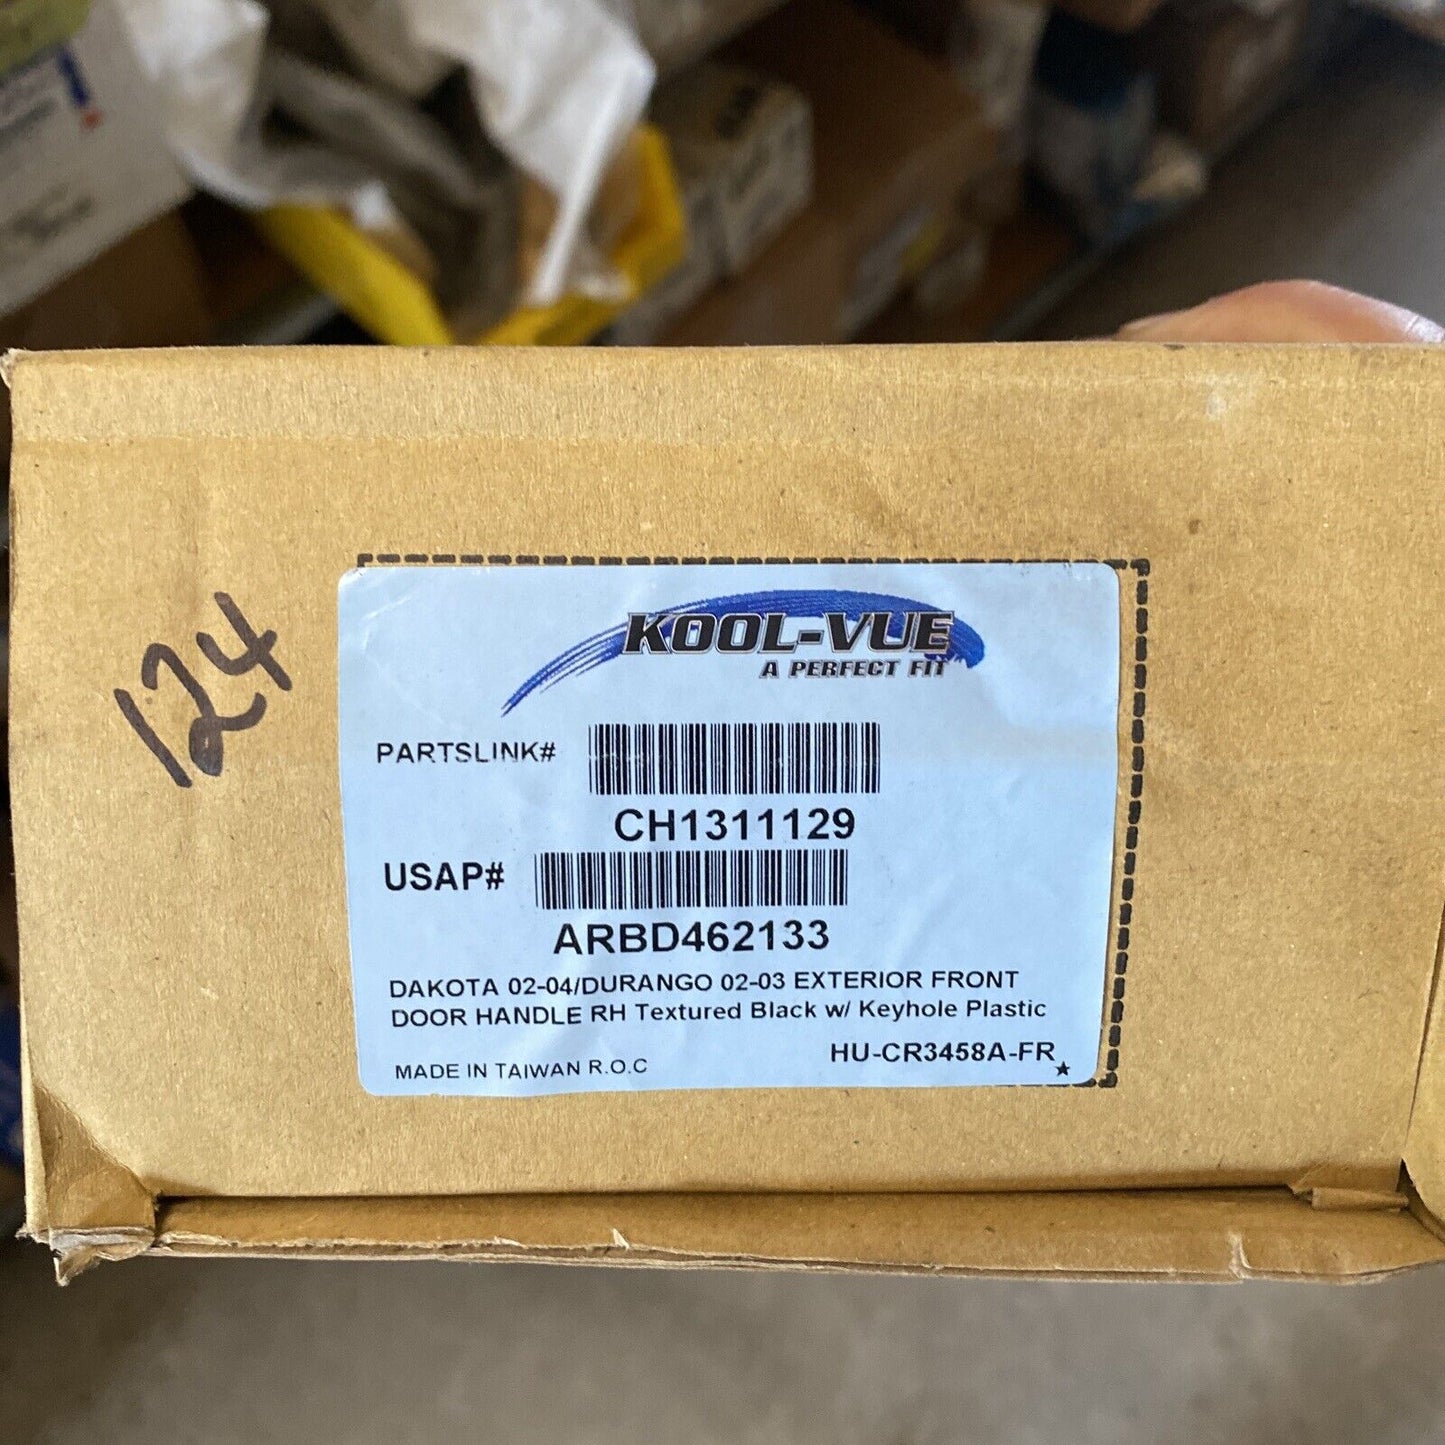 124
KOOL-VUE
A PERFECT FIT
PARTSLINK#
CH1311129
USAP#
ARBD462133
DAKOTA 02-04/DURANGO 02-03 EXTERIOR FRONT
DOOR HANDLE RH Textured Black w/ Keyhole Plastic
HU-CR3458A-FR
MADE IN TAIWAN R.O.C